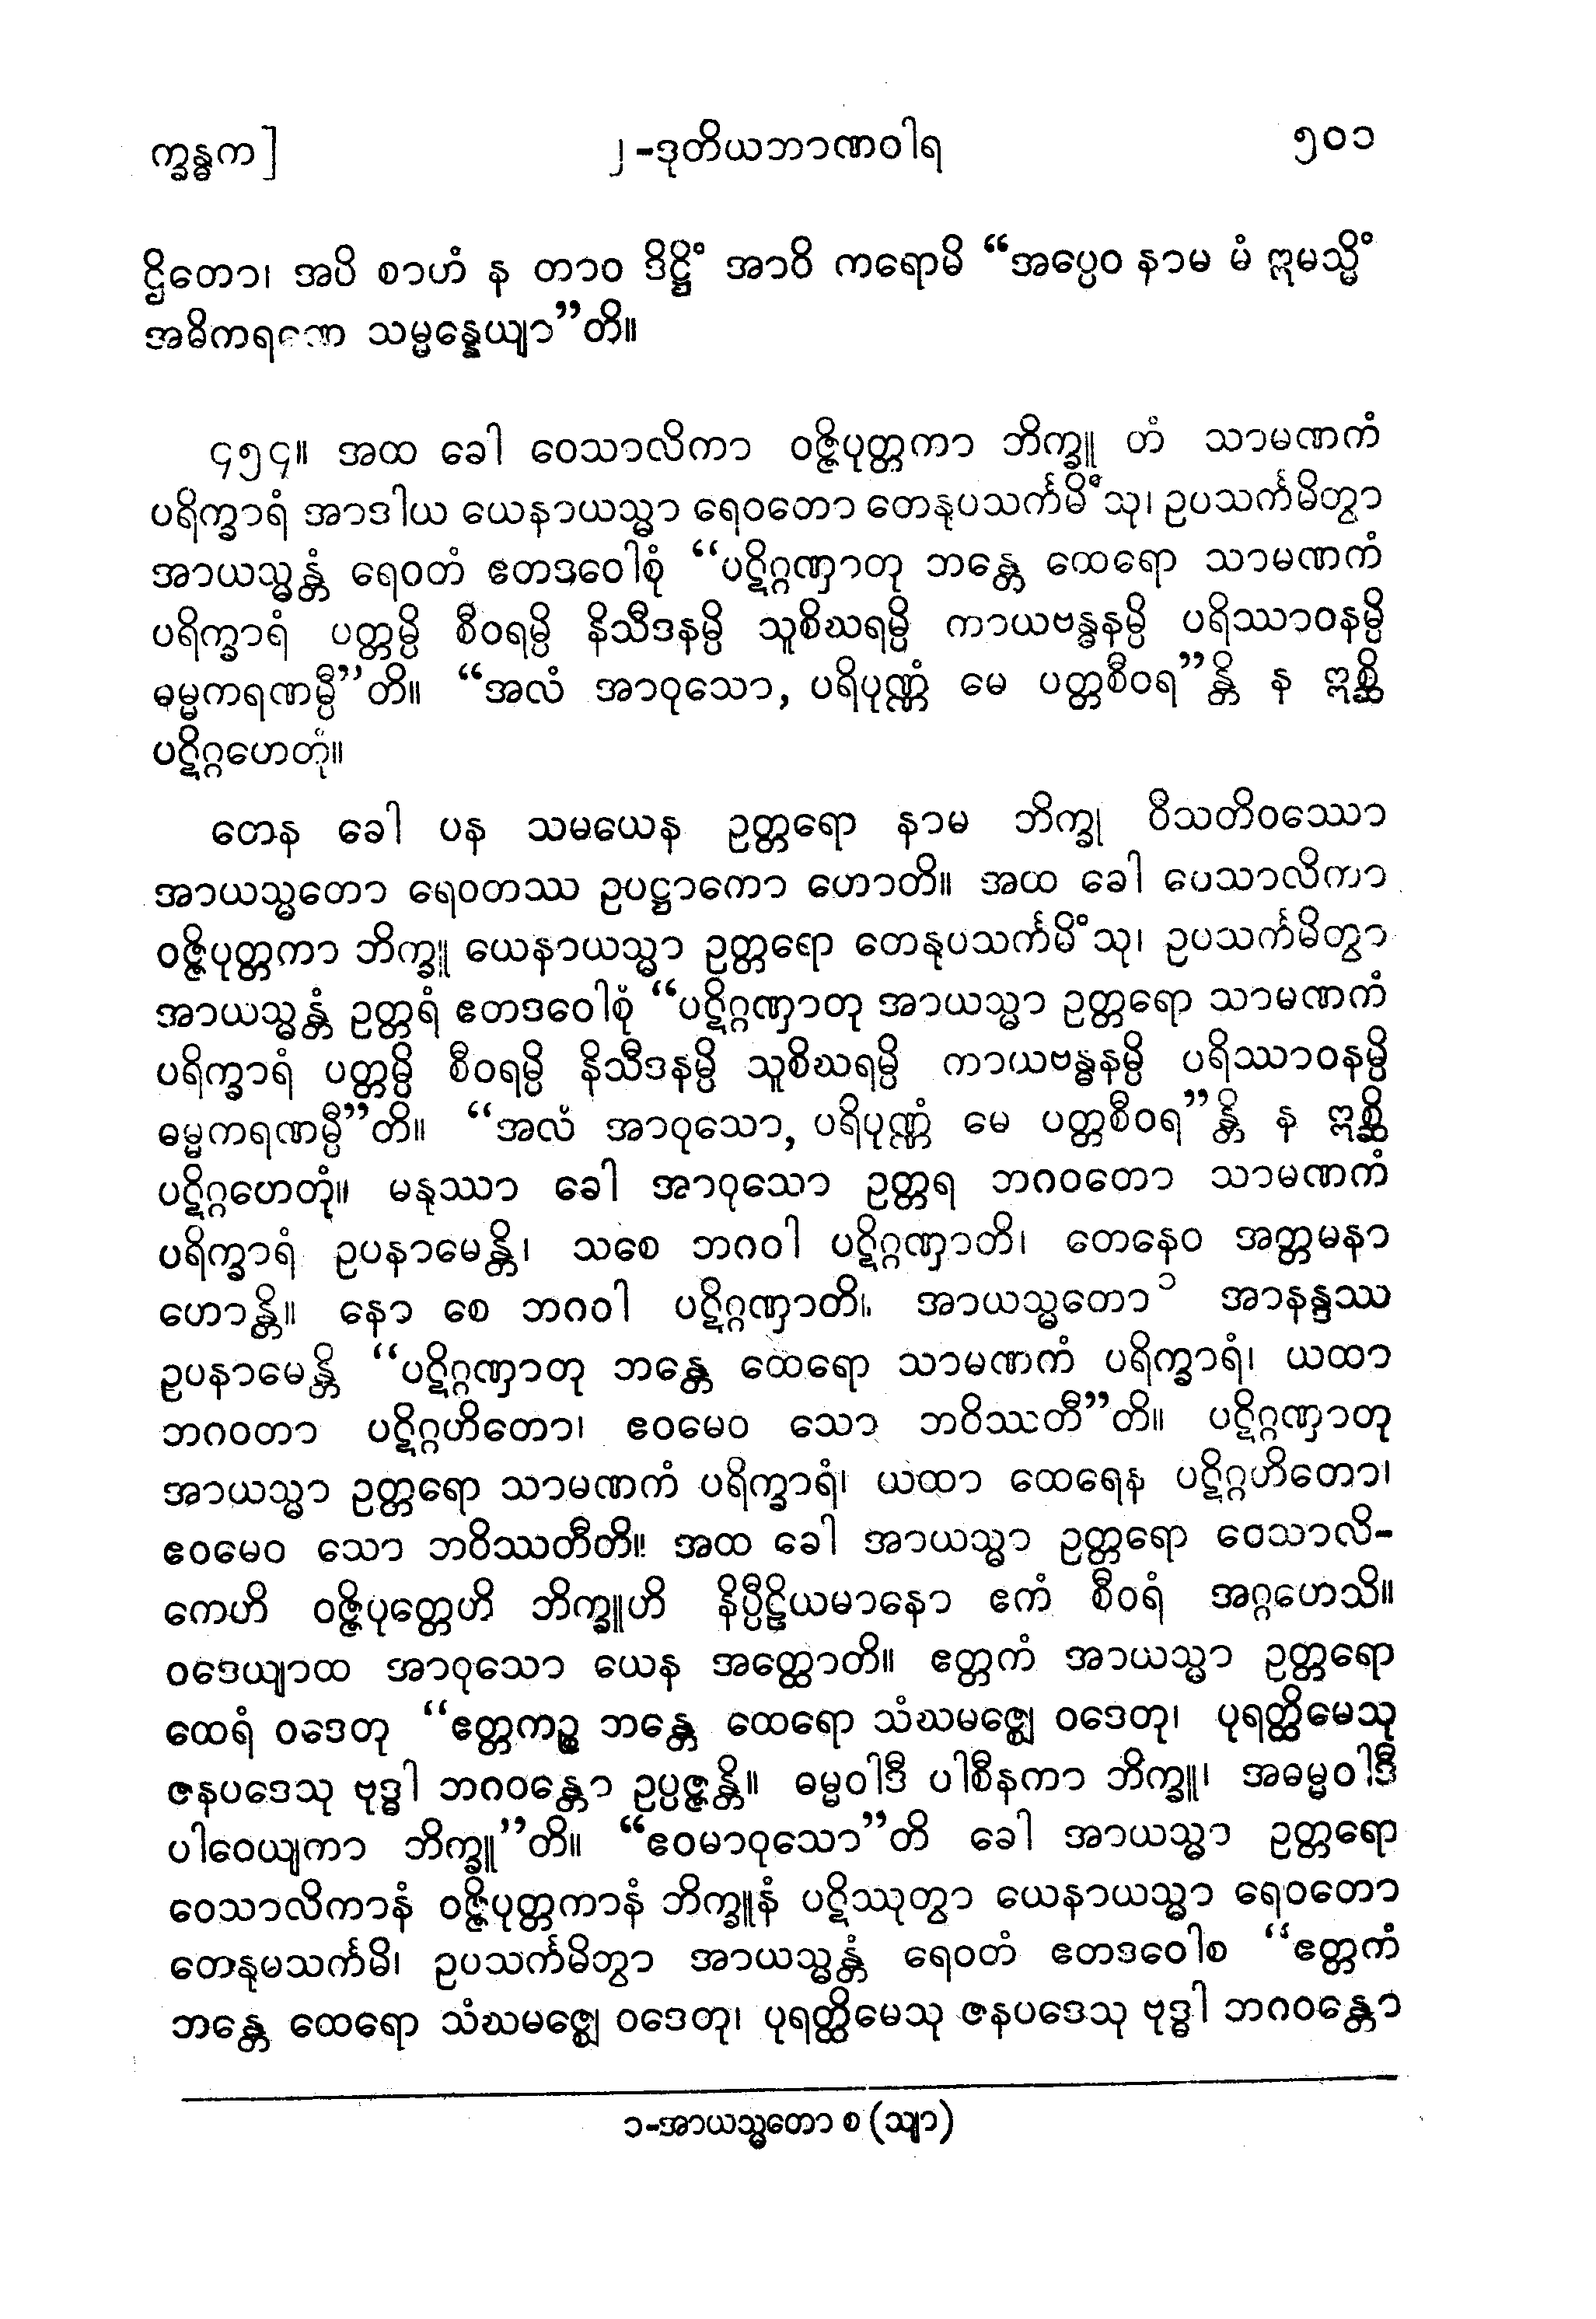 က္ခန္ဓက]
၂-ဒုတိယဘာဏဝါရ
၅၀၁
ဌိတော၊ အပိ စာဟံ န တာဝ ဒိဋ္ဌိံ အာဝိ ကရောမိ “အပ္ပေဝ နာမ မံ ဣမသ္မိံ
အဓိကရဏေ သမ္မန္နေယျာ”တိ။
၄၅၄။ အထ ခေါ ဝေသာလိကာ ဝဇ္ဇိပုတ္တကာ ဘိက္ခူ တံ သာမဏကံ
ပရိက္ခာရံ အာဒါယ ယေနာယသ္မာ ရေဝတော တေနုပသင်္ကမိံသု၊ ဥပသင်္ကမိတွာ
အာယသ္မန္တံ ရေဝတံ ဧတဒဝေါစုံ “ပဋိဂ္ဂဏှာတု ဘန္တေ ထေရော သာမဏကံ
ပရိက္ခာရံ ပတ္တမ္ပိ စီဝရမ္ပိ နိသီဒနမ္ပိ သူစိဃရမ္ပိ ကာယဗန္ဓနမ္ပိ ပရိဿာဝနမ္ပိ
ဓမ္မကရဏမ္ပီ”တိ။ “အလံ အာဝုသော, ပရိပုဏ္ဏံ မေ ပတ္တစီဝရ”န္တိ န ဣစ္ဆိ
ပဋိဂ္ဂဟေတုံ။
တေန ခေါ ပန သမယေန ဥတ္တရော နာမ ဘိက္ခု ဝီသတိဝဿော
အာယသ္မတော ရေဝတဿ ဥပဋ္ဌာကော ဟောတိ။ အထ ခေါ ဝေသာလိကာ
ဝဇ္ဇိပုတ္တကာ ဘိက္ခူ ယေနာယသ္မာ ဥတ္တရော တေနုပသင်္ကမိံသု၊ ဥပသင်္ကမိတွာ
အာယသ္မန္တံ ဥတ္တရံ ဧတဒဝေါစုံ “ပဋိဂ္ဂဏှာတု အာယသ္မာ ဥတ္တရော သာမဏကံ
ပရိက္ခာရံ ပတ္တမ္ပိ စီဝရမ္ပိ နိသီဒနမ္ပိ သူစိဃရမ္ပိ ကာယဗန္ဓနမ္ပိ ပရိဿာဝနမ္ပိ
ဓမ္မကရဏမ္ပီ”တိ။ “အလံ အာဝုသော, ပရိပုဏ္ဏံ မေ ပတ္တစီဝရ”န္တိ န ဣစ္ဆိ
ပဋိဂ္ဂဟေတုံ။ မနုဿာ ခေါ အာဝုသော ဥတ္တရ ဘဂဝတော သာမဏကံ
ပရိက္ခာရံ ဥပနာမေန္တိ၊ သစေ ဘဂဝါ ပဋိဂ္ဂဏှာတိ၊ တေနေဝ အတ္တမနာ
ဟောန္တိ။ နော စေ ဘဂဝါ ပဋိဂ္ဂဏှာတိ၊ အာယသ္မတော ၁ အာနန္ဒဿ
ဥပနာမေန္တိ “ပဋိဂ္ဂဏှာတု ဘန္တေ ထေရော သာမဏကံ ပရိက္ခာရံ၊ ယထာ
ဘဂဝတာ ပဋိဂ္ဂဟိတော၊ ဧဝမေဝ သော ဘဝိဿတီ”တိ။ ပဋိဂ္ဂဏှာတု
အာယသ္မာ ဥတ္တရော သာမဏကံ ပရိက္ခာရံ၊ ယထာ ထေရေန ပဋိဂ္ဂဟိတော၊
ဧဝမေဝ သော ဘဝိဿတီတိ။ အထ ခေါ အာယသ္မာ ဥတ္တရော ဝေသာလိ-
ကေဟိ ဝဇ္ဇိပုတ္တေဟိ ဘိက္ခူဟိ နိပ္ပီဠိယမာနော ဧကံ စီဝရံ အဂ္ဂဟေသိ။
ဝဒေယျာထ အာဝုသော ယေန အတ္ထောတိ။ ဧတ္တကံ အာယသ္မာ ဥတ္တရော
ထေရံ ဝဒေတု “ဧတ္တကဉ္စ ဘန္တေ ထေရော သံဃမဇ္ဈေ ဝဒေတု၊ ပုရတ္ထိမေသု
ဇနပဒေသု ဗုဒ္ဓါ ဘဂဝန္တော ဥပ္ပဇ္ဇန္တိ။ ဓမ္မဝါဒီ ပါစီနကာ ဘိက္ခူ၊ အဓမ္မဝါဒီ
ပါဝေယျကာ ဘိက္ခူ”တိ။ “ဧဝမာဝုသော”တိ ခေါ အာယသ္မာ ဥတ္တရော
ဝေသာလိကာနံ ဝဇ္ဇိပုတ္တကာနံ ဘိက္ခူနံ ပဋိဿုတွာ ယေနာယသ္မာ ရေဝတော
တေနုမသင်္ကမိ၊ ဥပသင်္ကမိတွာ အာယသ္မန္တံ ရေဝတံ ဧတဒဝေါစ “ဧတ္တကံ
ဘန္တေ ထေရော သံဃမဇ္ဈေ ဝဒေတု၊ ပုရတ္ထိမေသု ဇနပဒေသု ဗုဒ္ဓါ ဘဂဝန္တော
၁-အာယသ္မတော စ (သျာ)